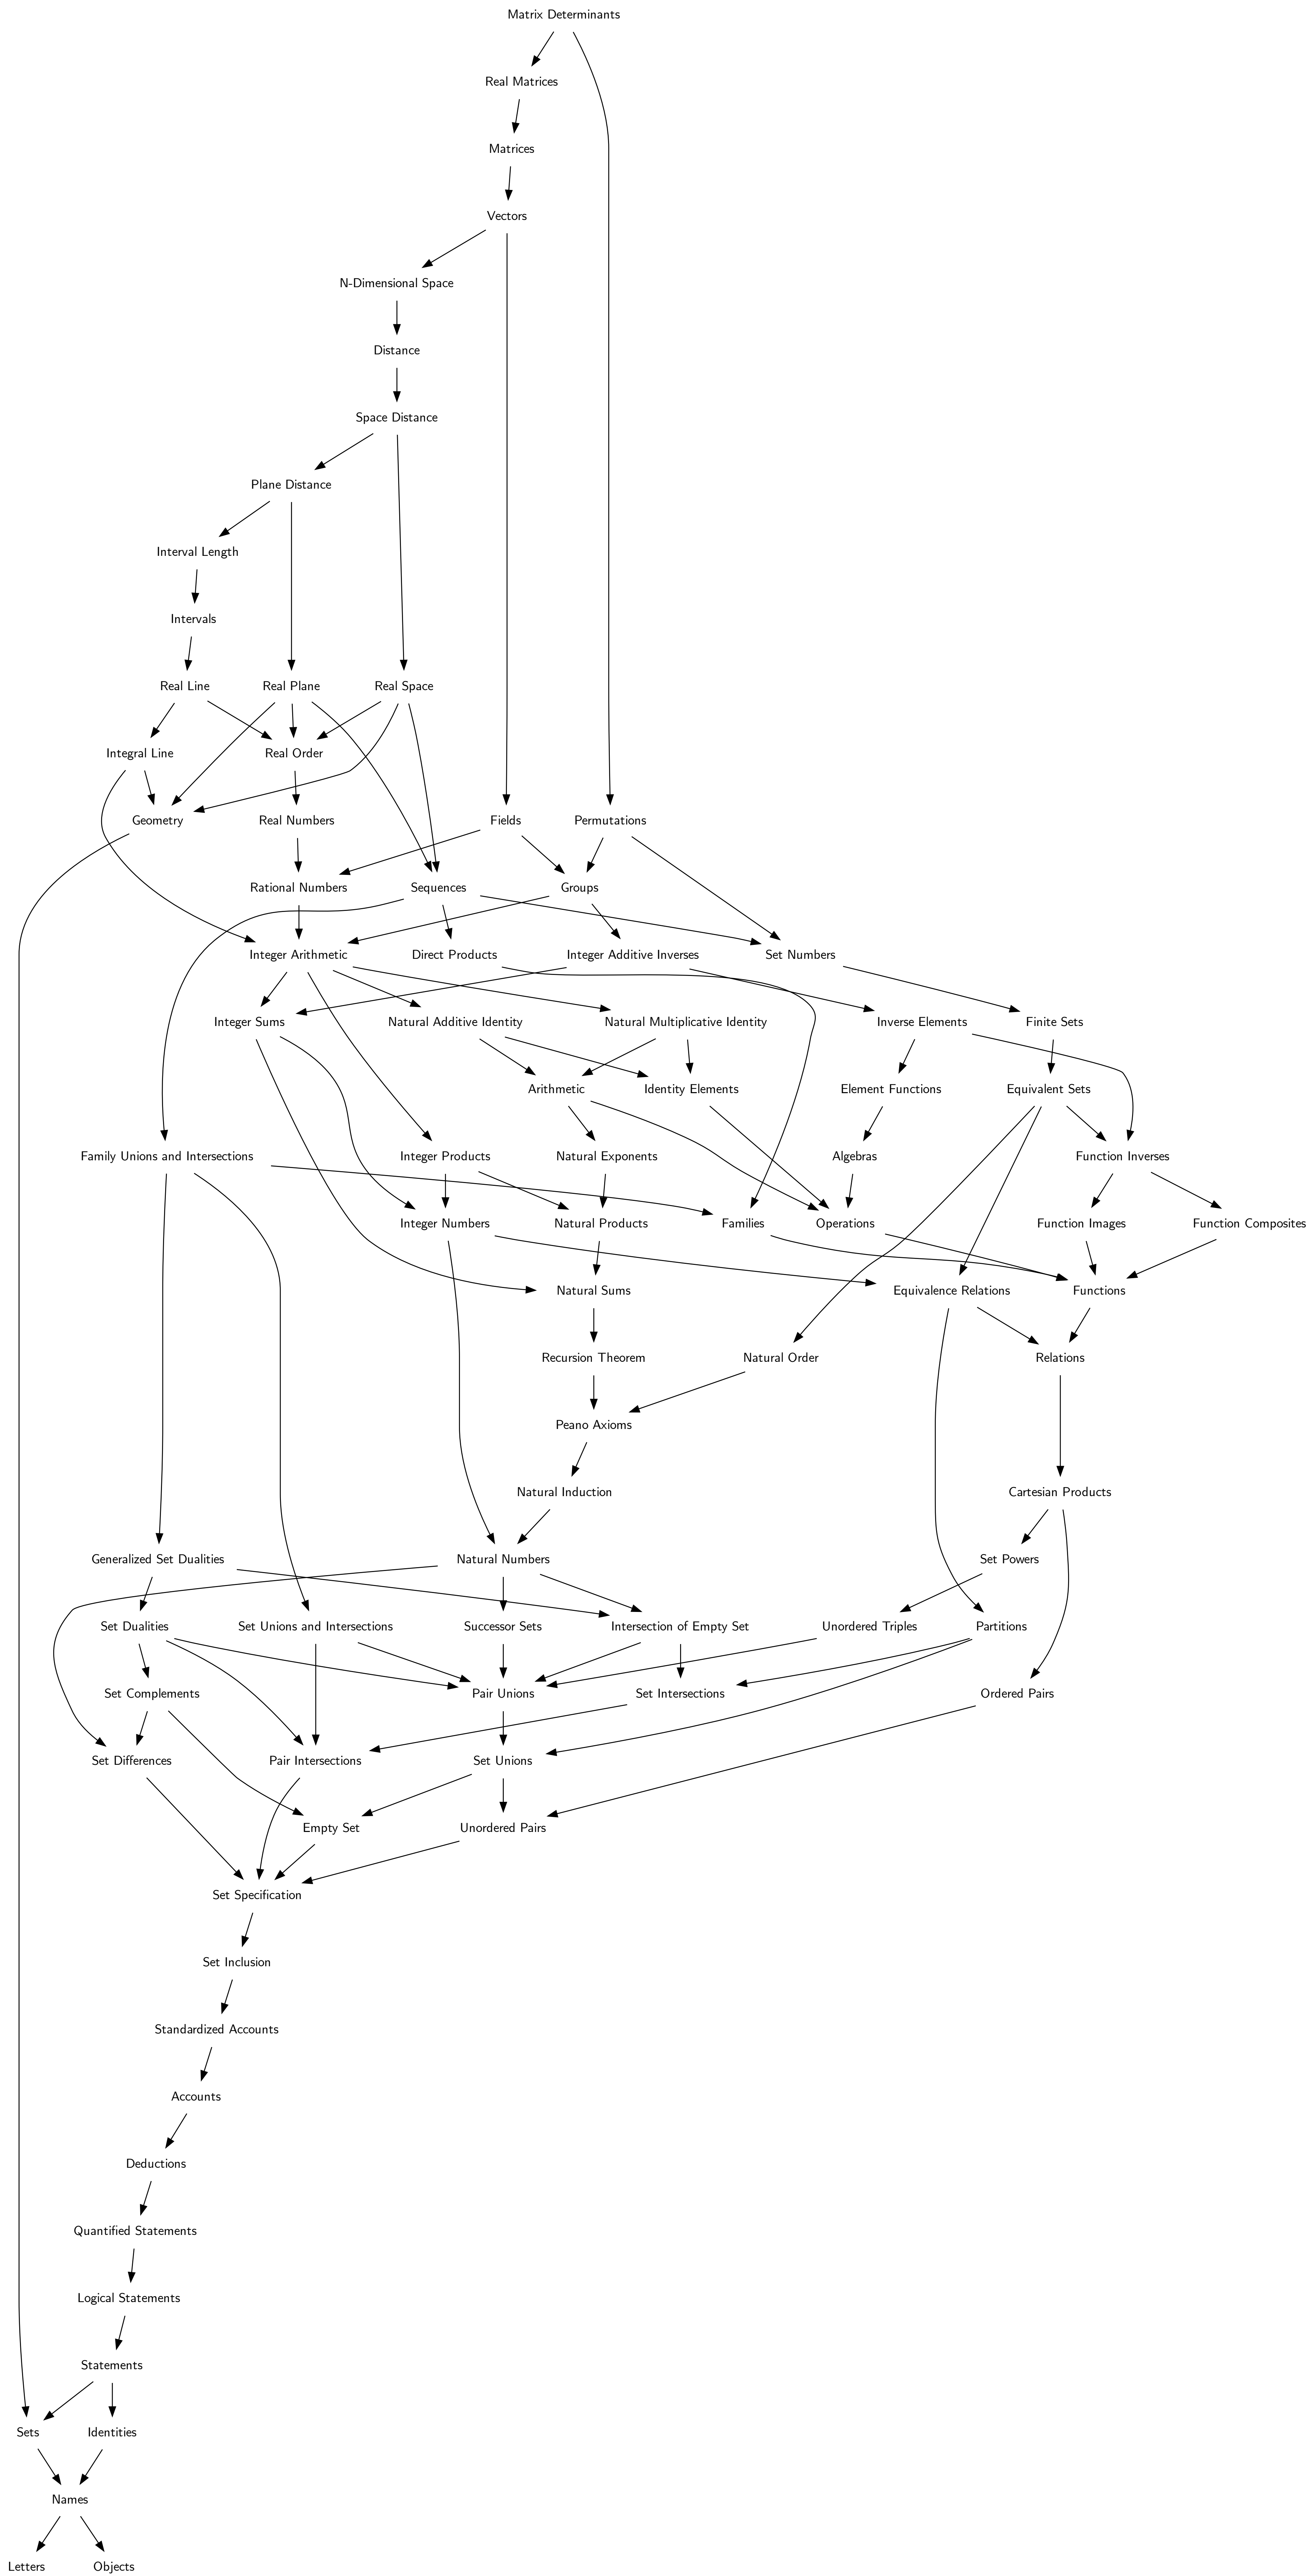 Matrix Determinants
Real Matrices
Matrices
Vectors
N-Dimensional Space
Distance
Space Distance
Plane Distance
Interval Length
Intervals
Real Line
Real Plane
Real Space
Integral Line
Real Order
Geometry
Real Numbers
Fields
Permutations
Rational Numbers
Sequences
Groups
Integer Arithmetic
Direct Products
Integer Additive Inverses
Set Numbers
Integer Sums
Natural Additive Identity
Natural Multiplicative Identity
Inverse Elements
Finite Sets
Arithmetic
Identity Elements
Element Functions
Equivalent Sets
Family Unions and Intersections
Integer Products
Natural Exponents
Algebras
Function Inverses
Integer Numbers
Natural Products
Families
Operations
Function Images
Function Composites
Natural Sums
Equivalence Relations
Functions
Recursion Theorem
Natural Order
Relations
Peano Axioms
Natural Induction
Cartesian Products
Generalized Set Dualities
Natural Numbers
Set Powers
Set Dualities
Set Unions and Intersections
Successor Sets
Intersection of Empty Set
Unordered Triples
Partitions
Set Complements
Pair Unions
Set Intersections
Ordered Pairs
Set Differences
Pair Intersections
Set Unions
Empty Set
Unordered Pairs
Set Specification
Set Inclusion
Standardized Accounts
Accounts
Deductions
Quantified Statements
Logical Statements
Statements
Sets
Identities
Names
Letters
Objects